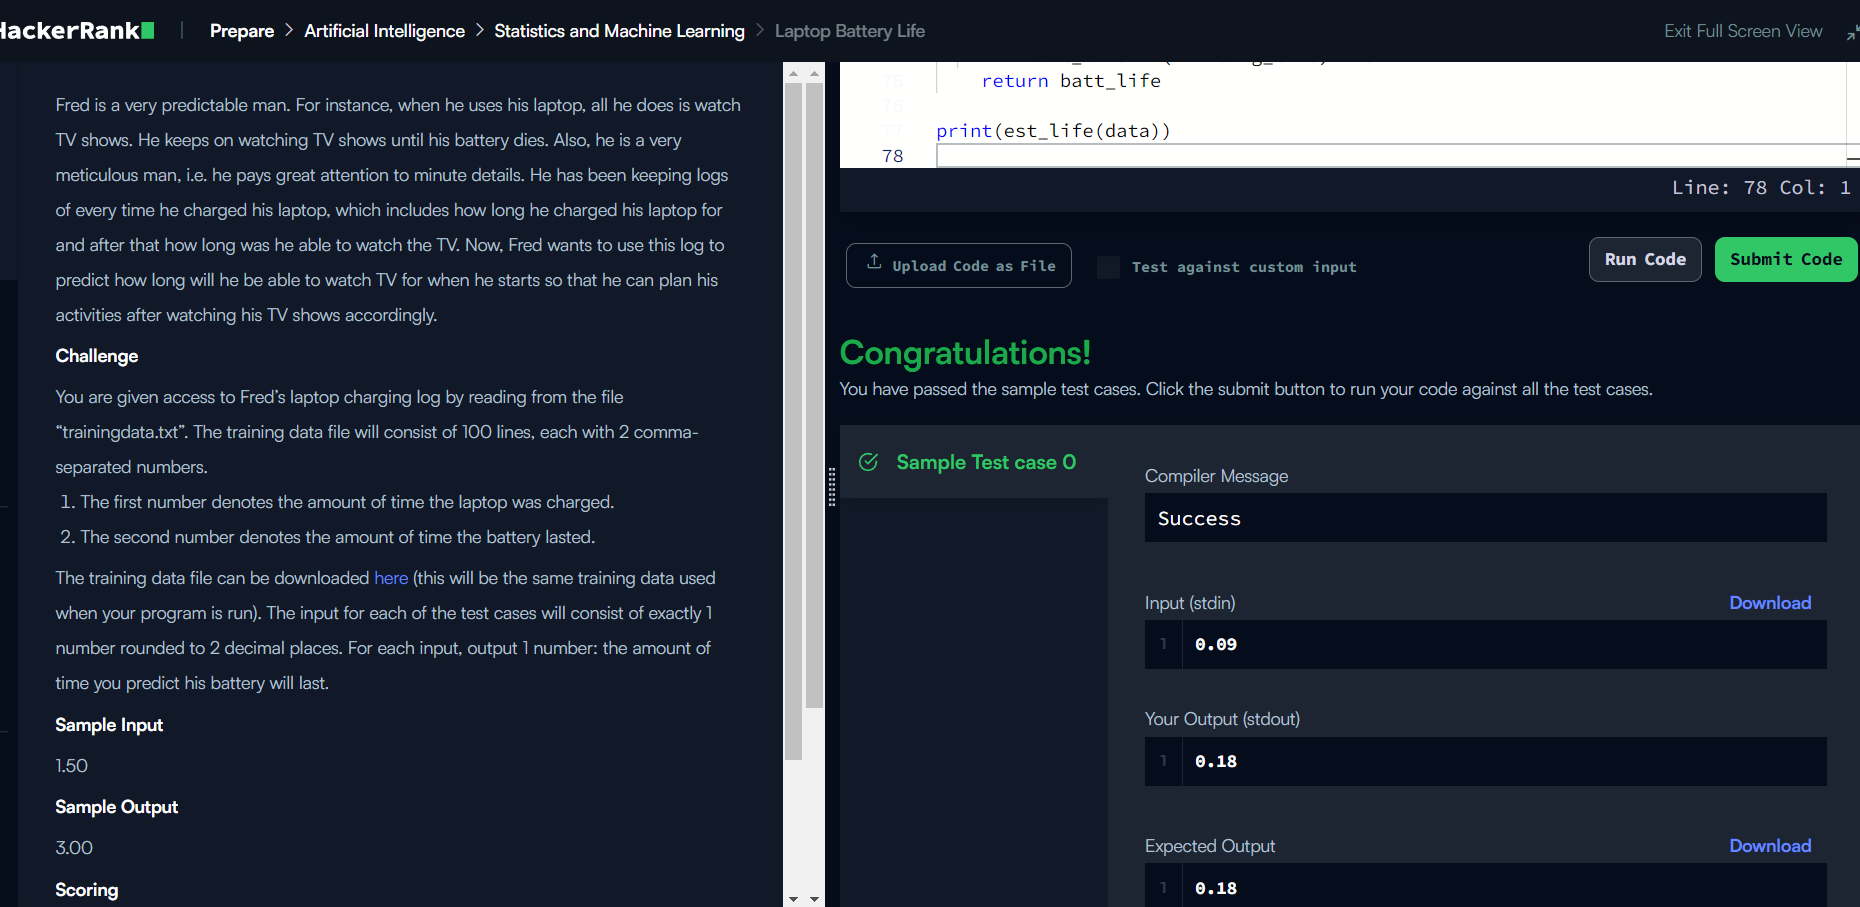 HackerRank
Prepare > Artificial Intelligence > Statistics and Machine Learning > Laptop Battery Life
Exit Full Screen View
Fred is a very predictable man. For instance, when he uses his laptop, all he does is watch
TV shows. He keeps on watching TV shows until his battery dies. Also, he is a very
meticulous man, i.e. he pays great attention to minute details. He has been keeping logs
of every time he charged his laptop, which includes how long he charged his laptop for
and after that how long was he able to watch the TV. Now, Fred wants to use this log to
predict how long will he be able to watch TV for when he starts so that he can plan his
activities after watching his TV shows accordingly.
Challenge
You are given access to Fred’s laptop charging log by reading from the file
“trainingdata.txt”. The training data file will consist of 100 lines, each with 2 comma-
separated numbers.
1. The first number denotes the amount of time the laptop was charged.
2. The second number denotes the amount of time the battery lasted.
The training data file can be downloaded here (this will be the same training data used
when your program is run). The input for each of the test cases will consist of exactly 1
number rounded to 2 decimal places. For each input, output 1 number: the amount of
time you predict his battery will last.
Sample Input
1.50
Sample Output
3.00
Scoring
75 return batt_life
76
77 print(est_life(data))
78
Line: 78 Col: 1
Upload Code as File
Test against custom input
Run Code
Submit Code
Congratulations!
You have passed the sample test cases. Click the submit button to run your code against all the test cases.
Sample Test case 0
Compiler Message
Success
Input (stdin)
Download
1 0.09
Your Output (stdout)
1 0.18
Expected Output
Download
1 0.18